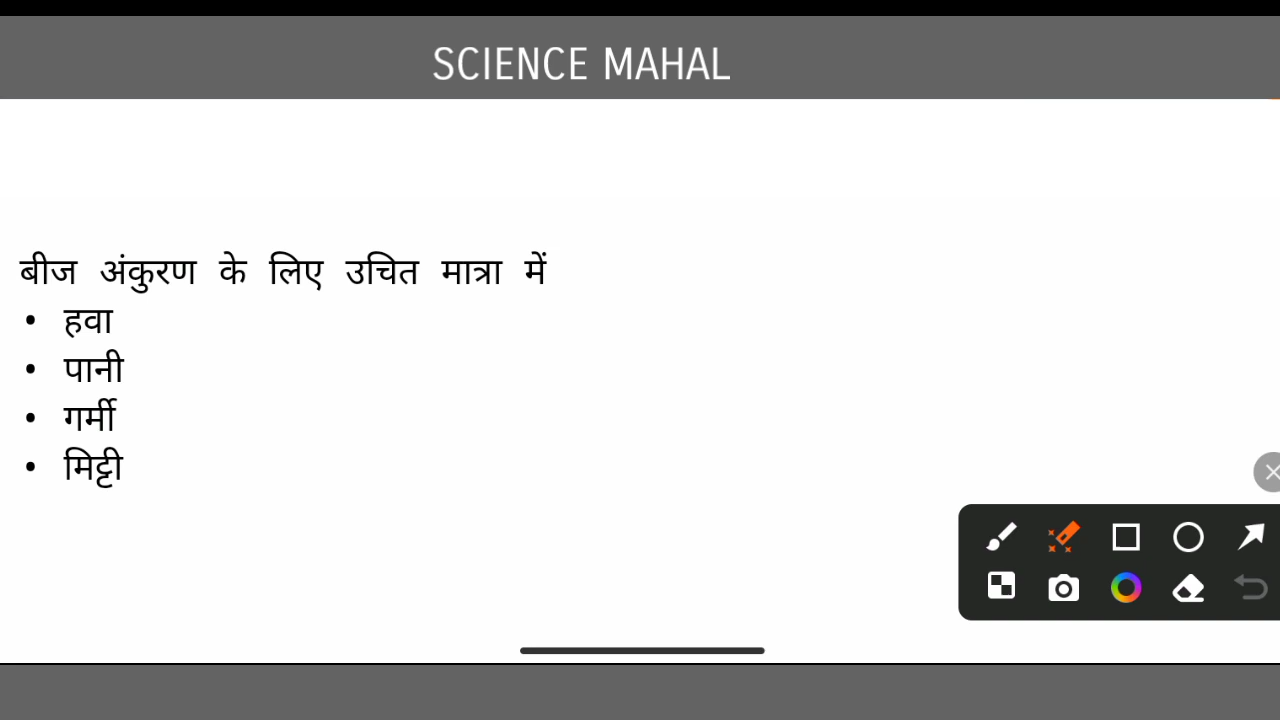 SCIENCE MAHAL
बीज अंकुरण के लिए उचित मात्रा में
• हवा
• पानी
• गर्मी
• मिट्टी